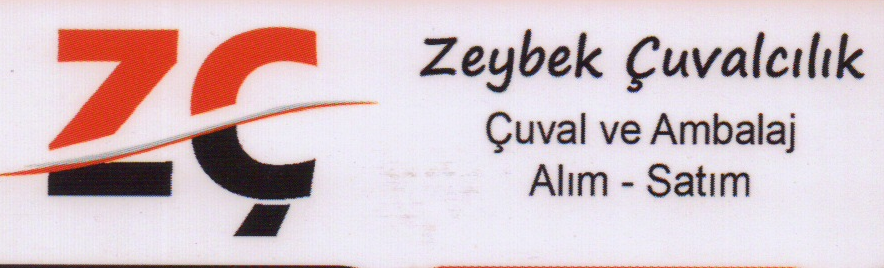 ZÇ
Zeybek Çuvalcılık
Çuval ve Ambalaj
Alım - Satım